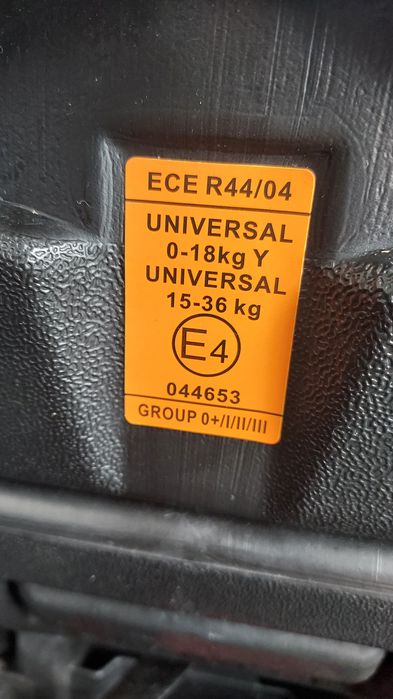 ECE R44/04
UNIVERSAL
0-18kg Y
UNIVERSAL
15-36 kg
E4
044653
GROUP 0+/I/II/III